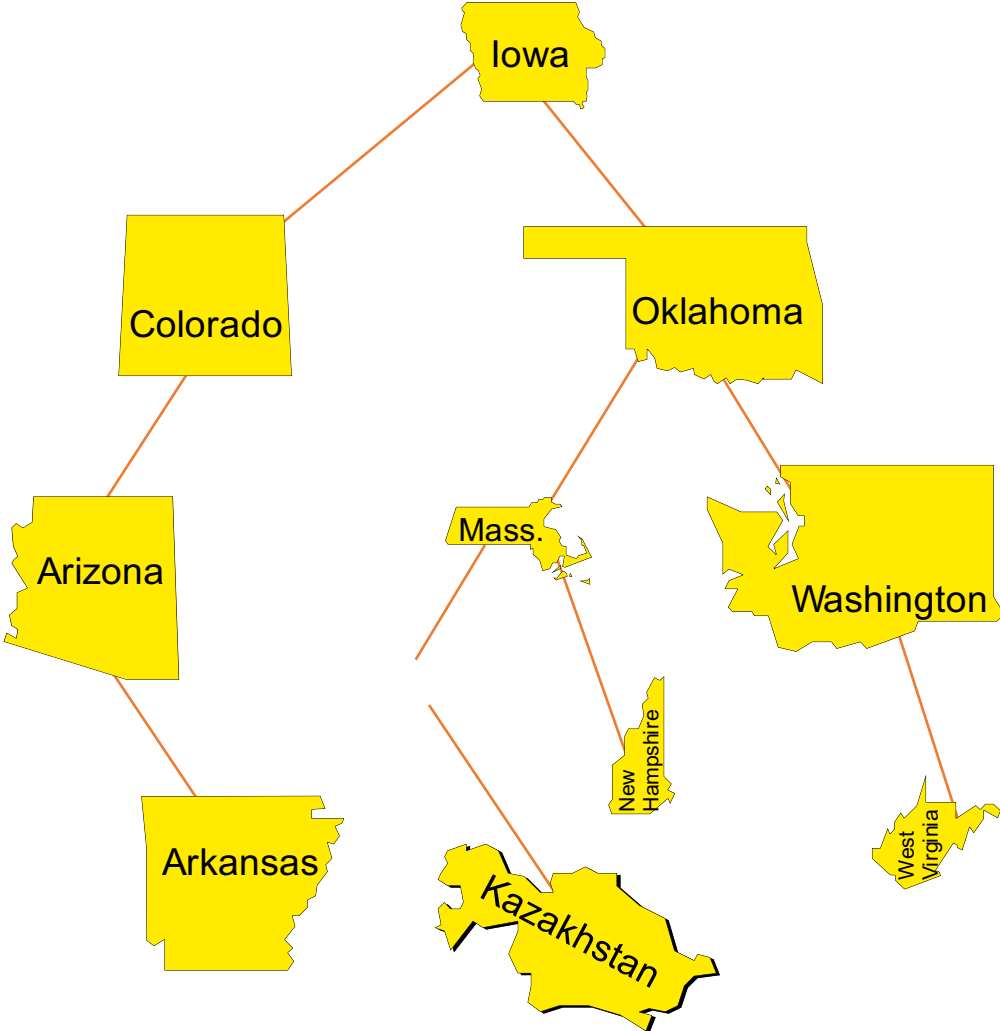 Iowa
Colorado
Oklahoma
Arizona
Mass.
Washington
New
Hampshire
Arkansas
West
Virginia
Kazakhstan